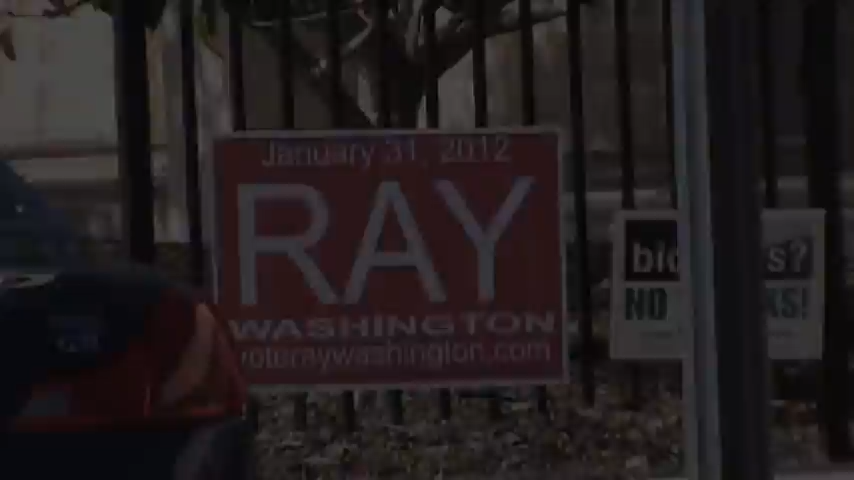 January 31, 2012
RAY
WASHINGTON
voteraywashington.com
s?
NO